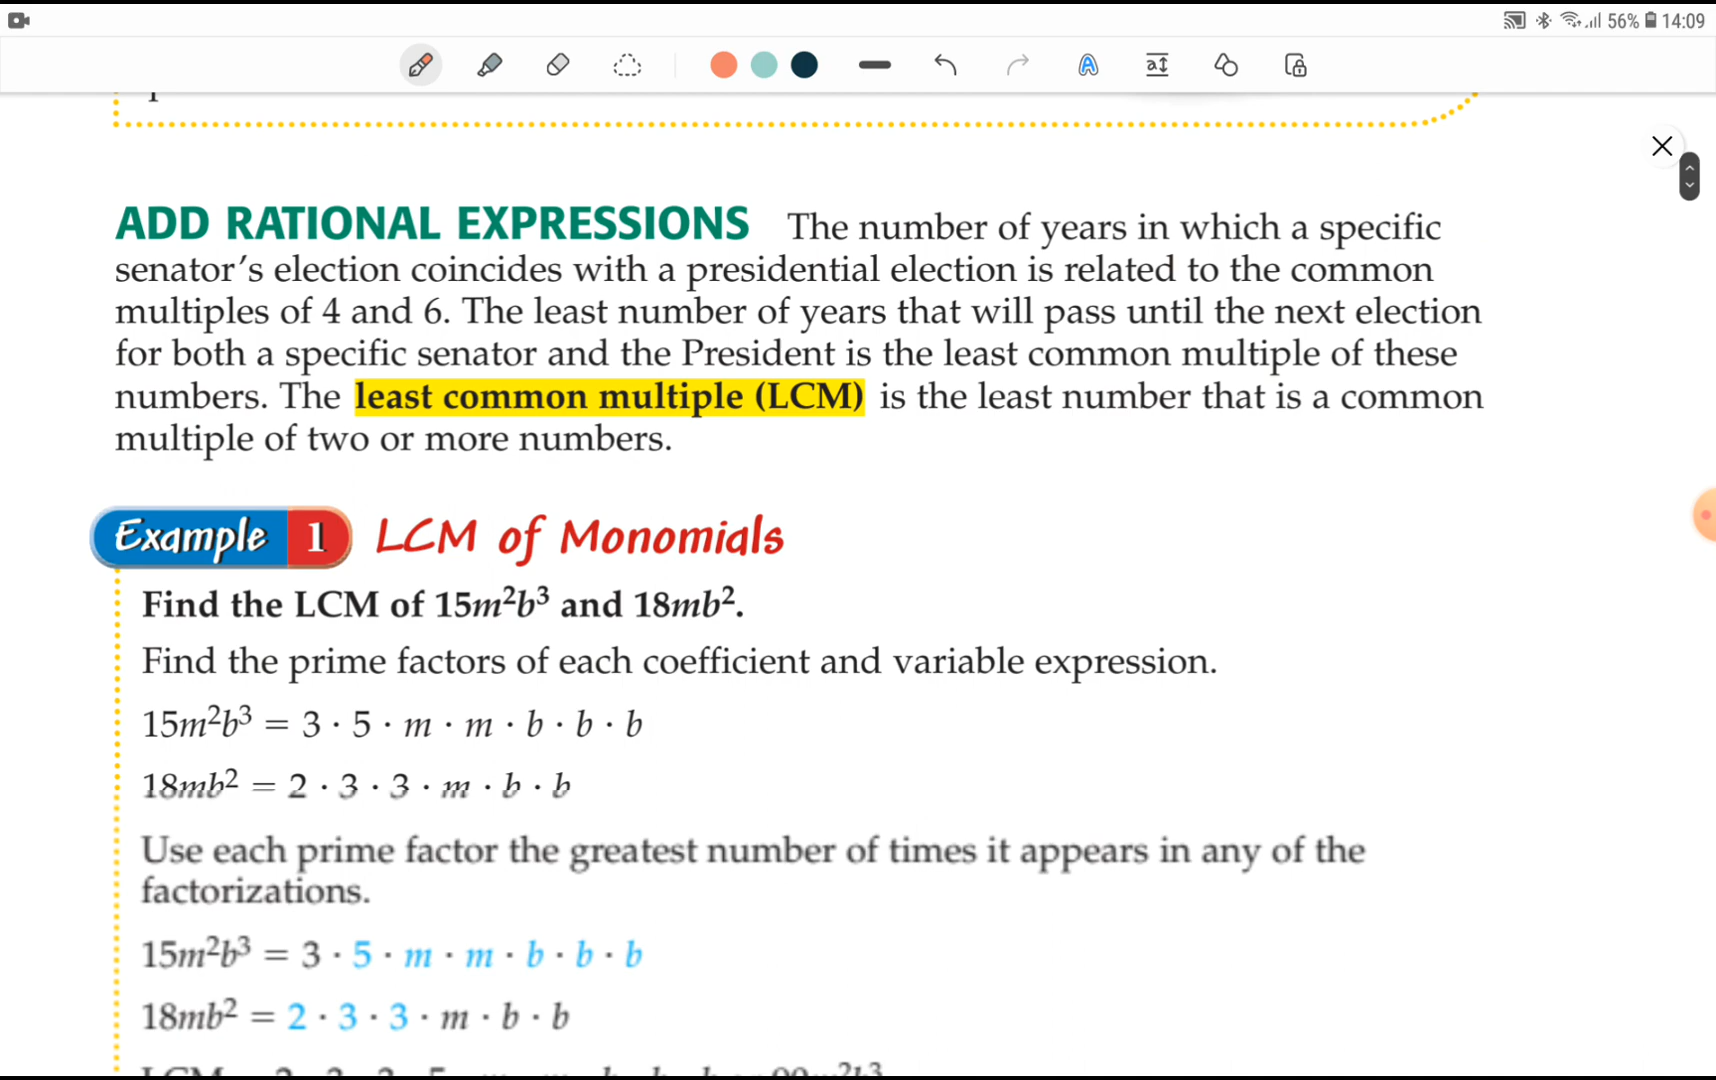 56% 14:09
ADD RATIONAL EXPRESSIONS The number of years in which a specific
senator's election coincides with a presidential election is related to the common
multiples of 4 and 6. The least number of years that will pass until the next election
for both a specific senator and the President is the least common multiple of these
numbers. The least common multiple (LCM) is the least number that is a common
multiple of two or more numbers.
Example 1 LCM of Monomials
Find the LCM of 15m²b³ and 18mb².
Find the prime factors of each coefficient and variable expression.
15m²b³ = 3 · 5 · m · m · b · b · b
18mb² = 2 · 3 · 3 · m · b · b
Use each prime factor the greatest number of times it appears in any of the
factorizations.
15m²b³ = 3 · 5 · m · m · b · b · b
18mb² = 2 · 3 · 3 · m · b · b